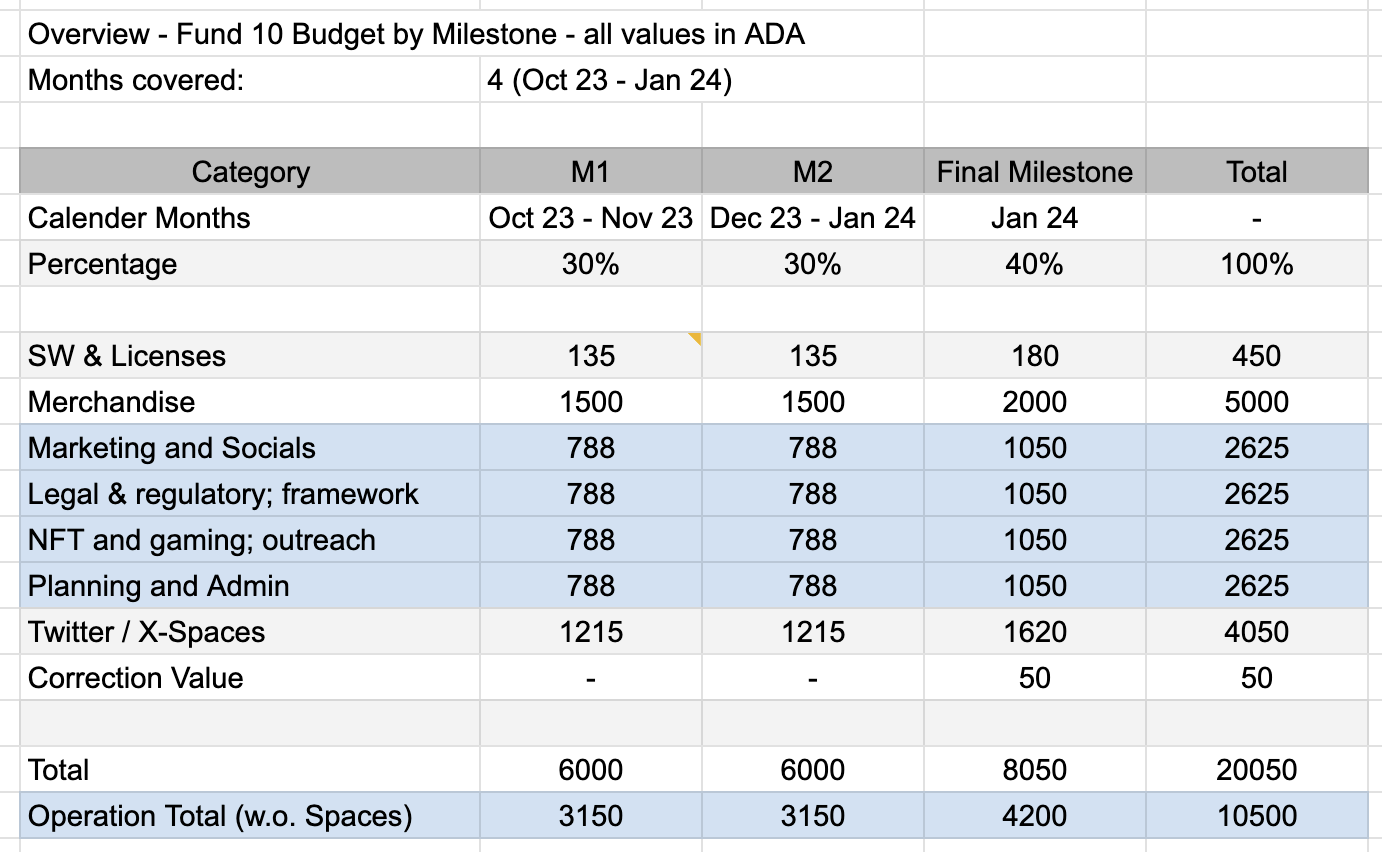 Overview - Fund 10 Budget by Milestone - all values in ADA
Months covered: 4 (Oct 23 - Jan 24)
Category M1 M2 Final Milestone Total
Calender Months Oct 23 - Nov 23 Dec 23 - Jan 24 Jan 24 -
Percentage 30% 30% 40% 100%
SW & Licenses 135 135 180 450
Merchandise 1500 1500 2000 5000
Marketing and Socials 788 788 1050 2625
Legal & regulatory; framework 788 788 1050 2625
NFT and gaming; outreach 788 788 1050 2625
Planning and Admin 788 788 1050 2625
Twitter / X-Spaces 1215 1215 1620 4050
Correction Value - - 50 50
Total 6000 6000 8050 20050
Operation Total (w.o. Spaces) 3150 3150 4200 10500